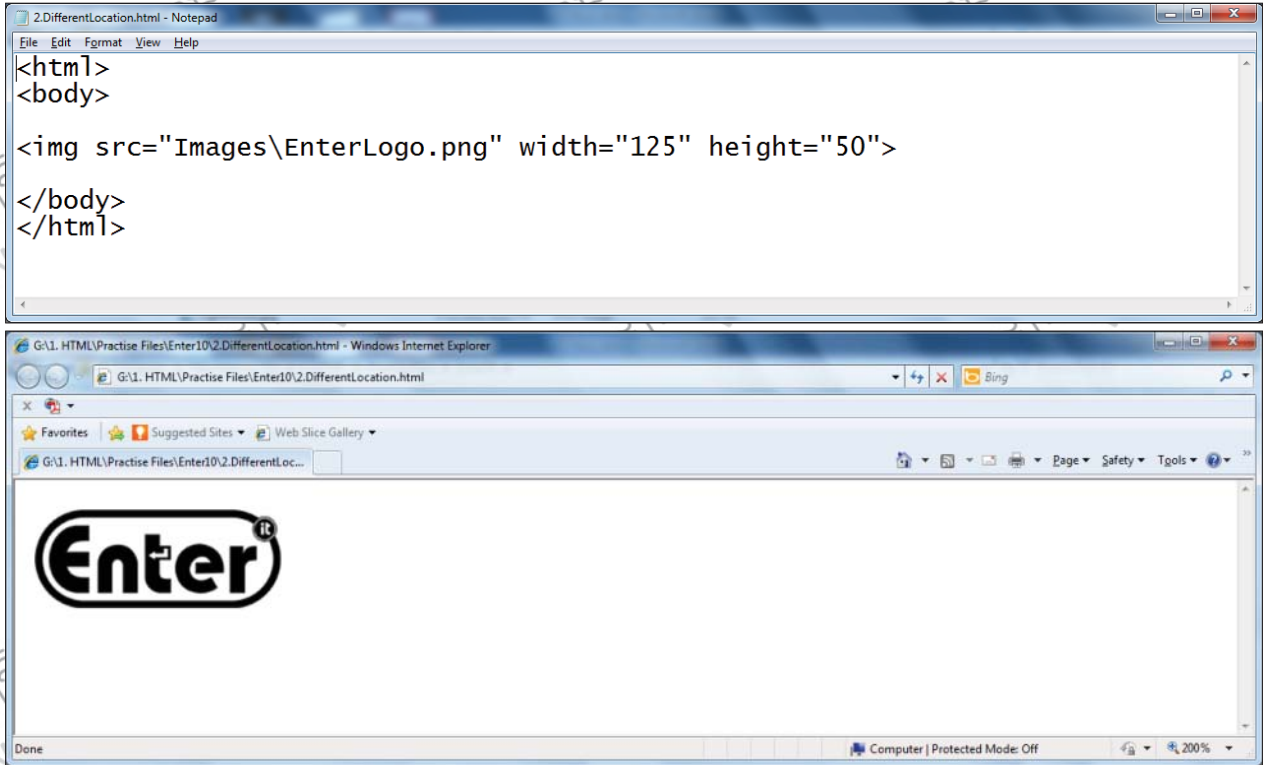 2.DifferentLocation.html - Notepad
File Edit Format View Help
<html>
<body>
<img src="Images\EnterLogo.png" width="125" height="50">
</body>
</html>
G:\1. HTML\Practise Files\Enter10\2.DifferentLocation.html - Windows Internet Explorer
G:\1. HTML\Practise Files\Enter10\2.DifferentLocation.html Bing
Favorites Suggested Sites Web Slice Gallery
G:\1. HTML\Practise Files\Enter10\2.DifferentLoc... Page Safety Tools
Enter it
Done Computer | Protected Mode: Off 200%